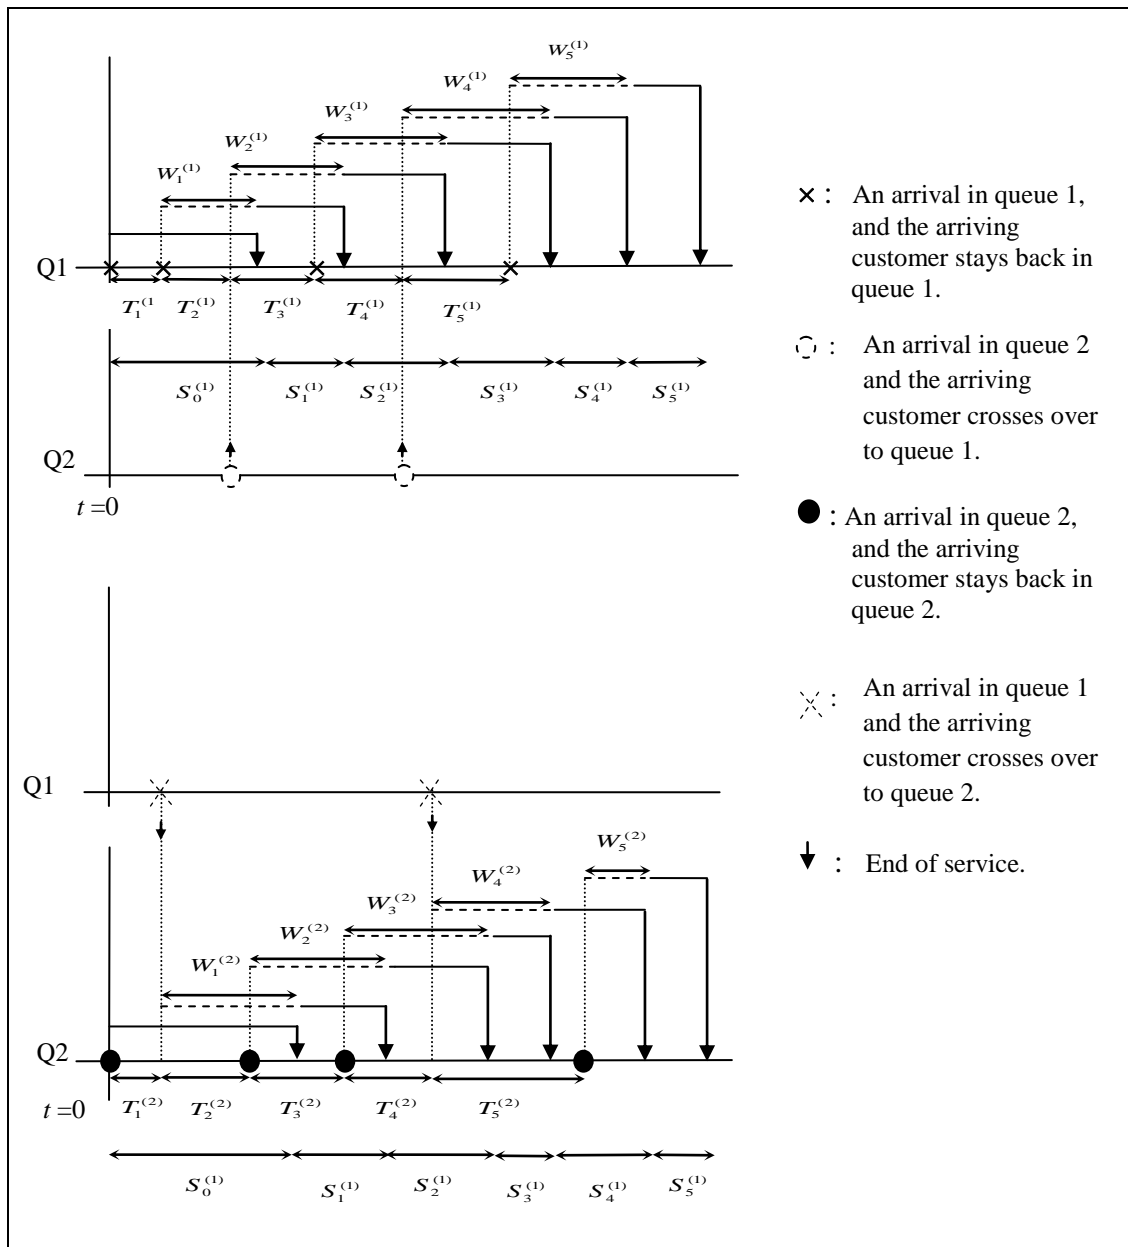 W₅⁽¹⁾
W₄⁽¹⁾
W₃⁽¹⁾
W₂⁽¹⁾
W₁⁽¹⁾
Q1
T₁⁽¹ T₂⁽¹⁾ T₃⁽¹⁾ T₄⁽¹⁾ T₅⁽¹⁾
S₀⁽¹⁾ S₁⁽¹⁾ S₂⁽¹⁾ S₃⁽¹⁾ S₄⁽¹⁾ S₅⁽¹⁾
Q2
t =0
Q1
W₅⁽²⁾
W₄⁽²⁾
W₃⁽²⁾
W₂⁽²⁾
W₁⁽²⁾
Q2
T₁⁽²⁾ T₂⁽²⁾ T₃⁽²⁾ T₄⁽²⁾ T₅⁽²⁾
t =0
S₀⁽¹⁾ S₁⁽¹⁾ S₂⁽¹⁾ S₃⁽¹⁾ S₄⁽¹⁾ S₅⁽¹⁾
: An arrival in queue 1,
and the arriving
customer stays back in
queue 1.
: An arrival in queue 2
and the arriving
customer crosses over
to queue 1.
: An arrival in queue 2,
and the arriving
customer stays back in
queue 2.
: An arrival in queue 1
and the arriving
customer crosses over
to queue 2.
: End of service.